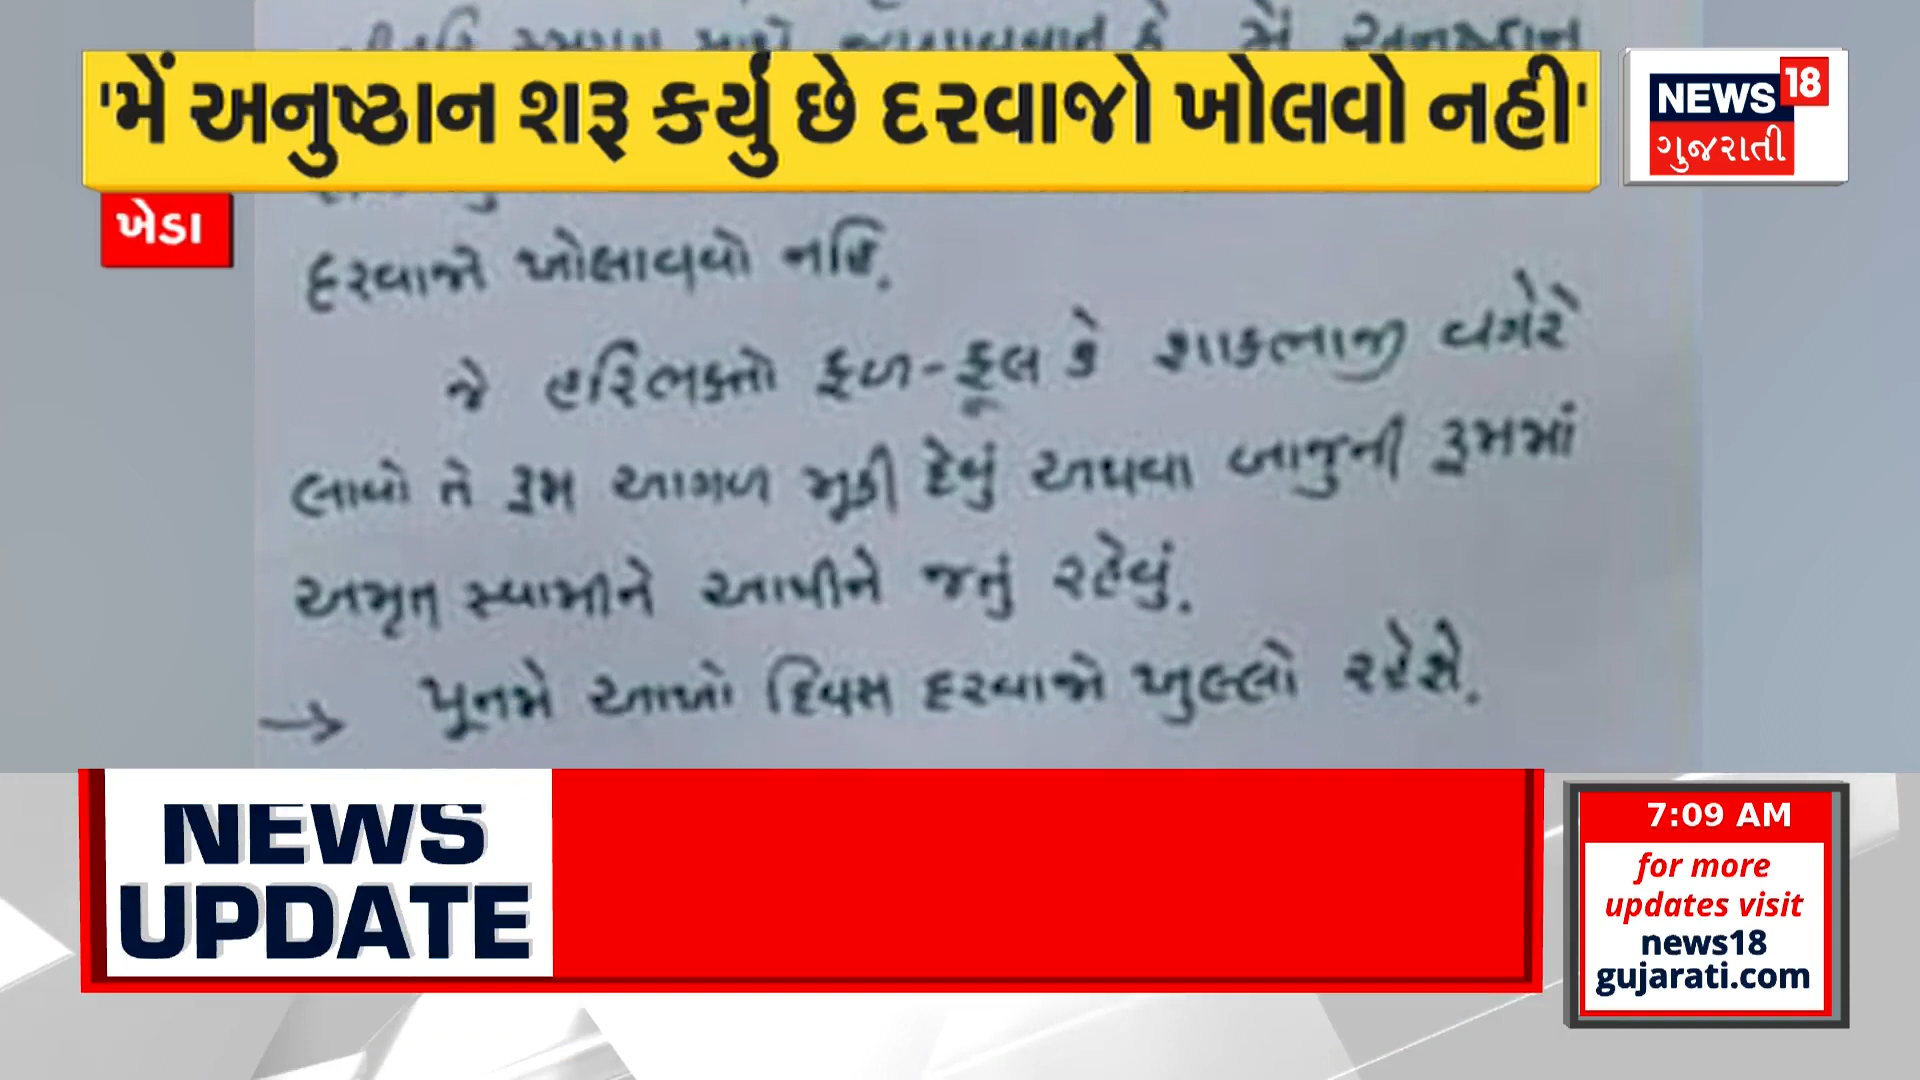 'મેં અનુષ્ઠાન શરૂ કર્યું છે દરવાજો ખોલવો નહી'
NEWS 18
ગુજરાતી
ખેડા
દરવાજો ખોલાવવો નહિ.
જે હરિભક્તો ફળ-ફૂલ કે શાકભાજી વગેરે
લાવો તે રૂમ આગળ મૂકી દેવું અથવા બાજુની રૂમમાં
અમૃત સ્વામીને આપીને જતું રહેવું.
→ પૂનમે આખો દિવસ દરવાજો ખુલ્લો રહેશે.
NEWS
UPDATE
7:09 AM
for more
updates visit
news18
gujarati.com